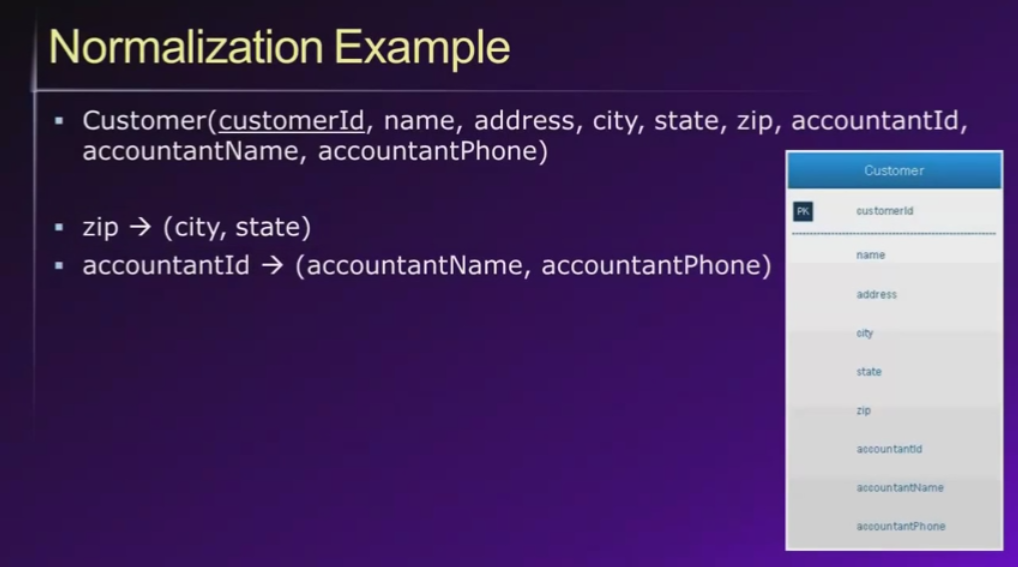 Normalization Example
▪ Customer(customerId, name, address, city, state, zip, accountantId,
accountantName, accountantPhone)
▪ zip → (city, state)
▪ accountantId → (accountantName, accountantPhone)
Customer
PK customerId
name
address
city
state
zip
accountantId
accountantName
accountantPhone